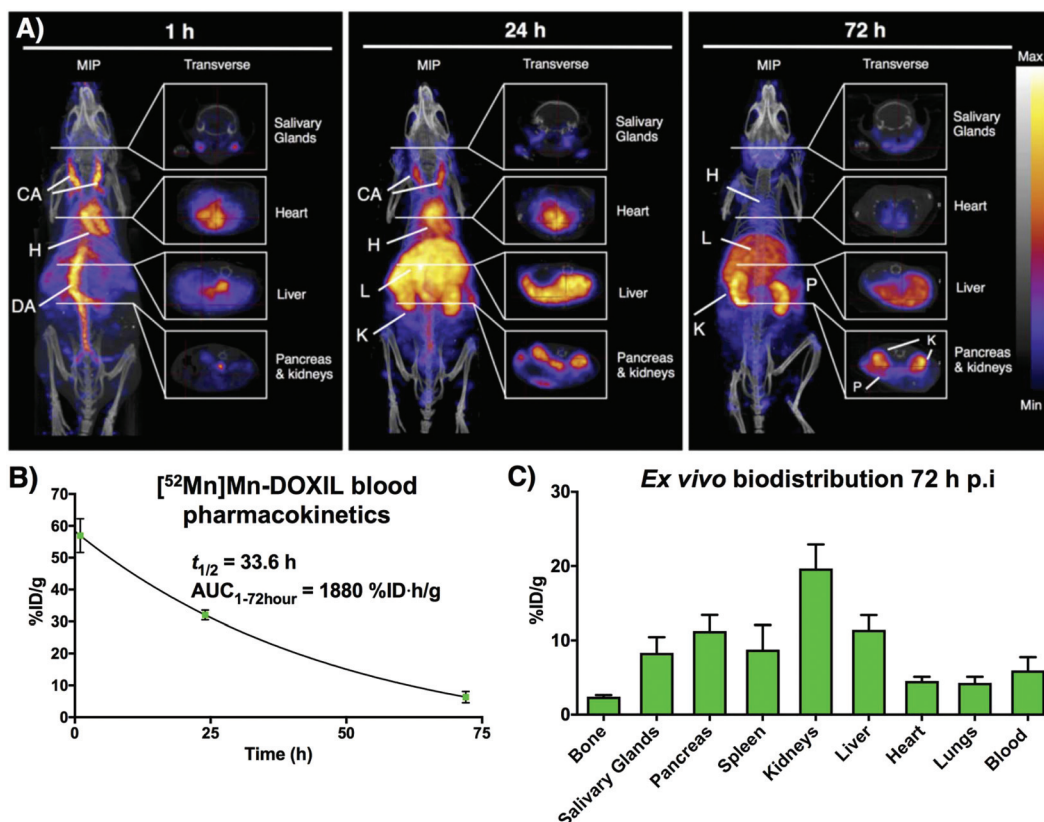 A)
1 h
24 h
72 h
MIP
Transverse
MIP
Transverse
MIP
Transverse
Max
Min
Salivary
Glands
Heart
Liver
Pancreas
& kidneys
CA
H
DA
Salivary
Glands
Heart
Liver
Pancreas
& kidneys
CA
H
L
K
Salivary
Glands
Heart
Liver
Pancreas
& kidneys
H
L
P
K
K
P
B)
[⁵²Mn]Mn-DOXIL blood
pharmacokinetics
t1/2 = 33.6 h
AUC1-72hour = 1880 %ID·h/g
%ID/g
70
60
50
40
30
20
10
0
0
25
50
75
Time (h)
C)
Ex vivo biodistribution 72 h p.i
%ID/g
30
20
10
0
Bone
Salivary Glands
Pancreas
Spleen
Kidneys
Liver
Heart
Lungs
Blood